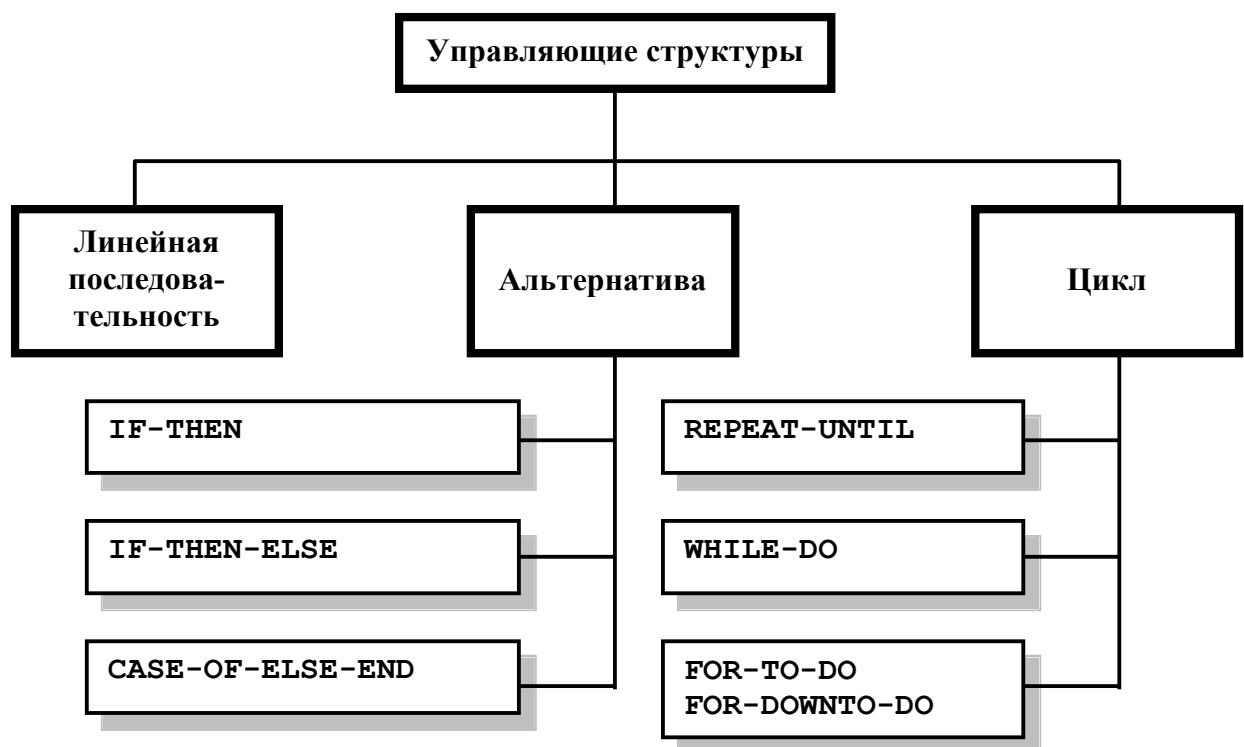 Управляющие структуры
Линейная
последова-
тельность
Альтернатива
Цикл
IF-THEN
REPEAT-UNTIL
IF-THEN-ELSE
WHILE-DO
CASE-OF-ELSE-END
FOR-TO-DO
FOR-DOWNTO-DO